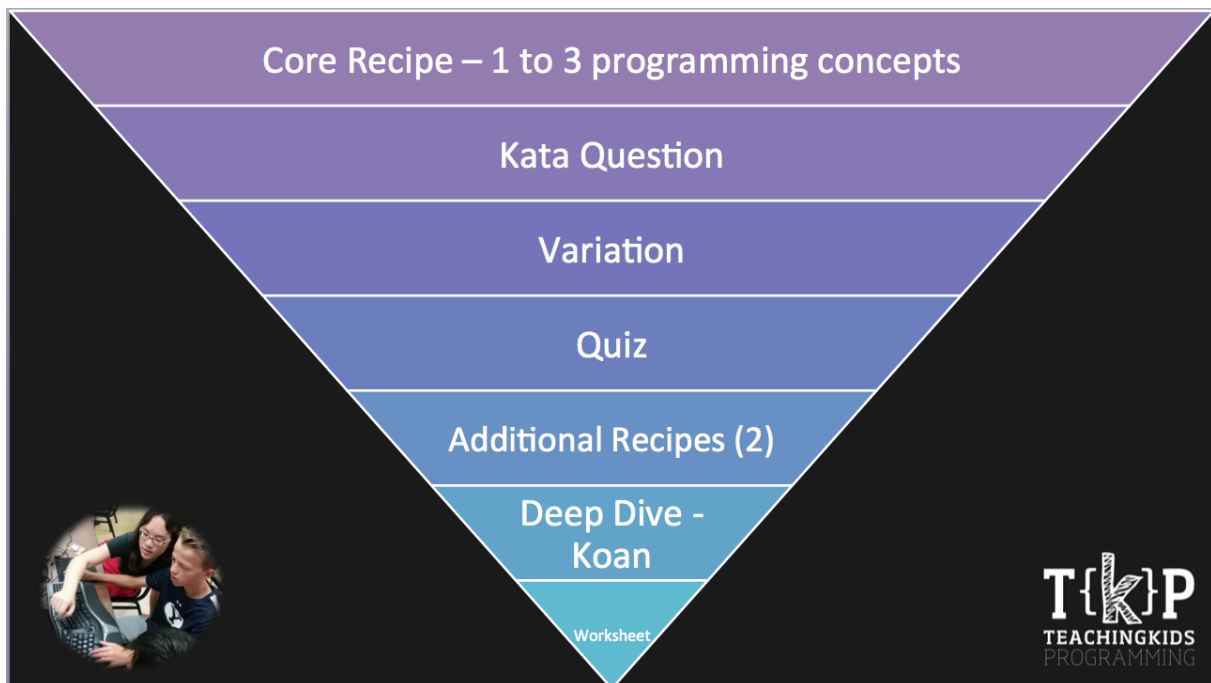 Core Recipe – 1 to 3 programming concepts
Kata Question
Variation
Quiz
Additional Recipes (2)
Deep Dive -
Koan
Worksheet
T{k}P
TEACHINGKIDS
PROGRAMMING